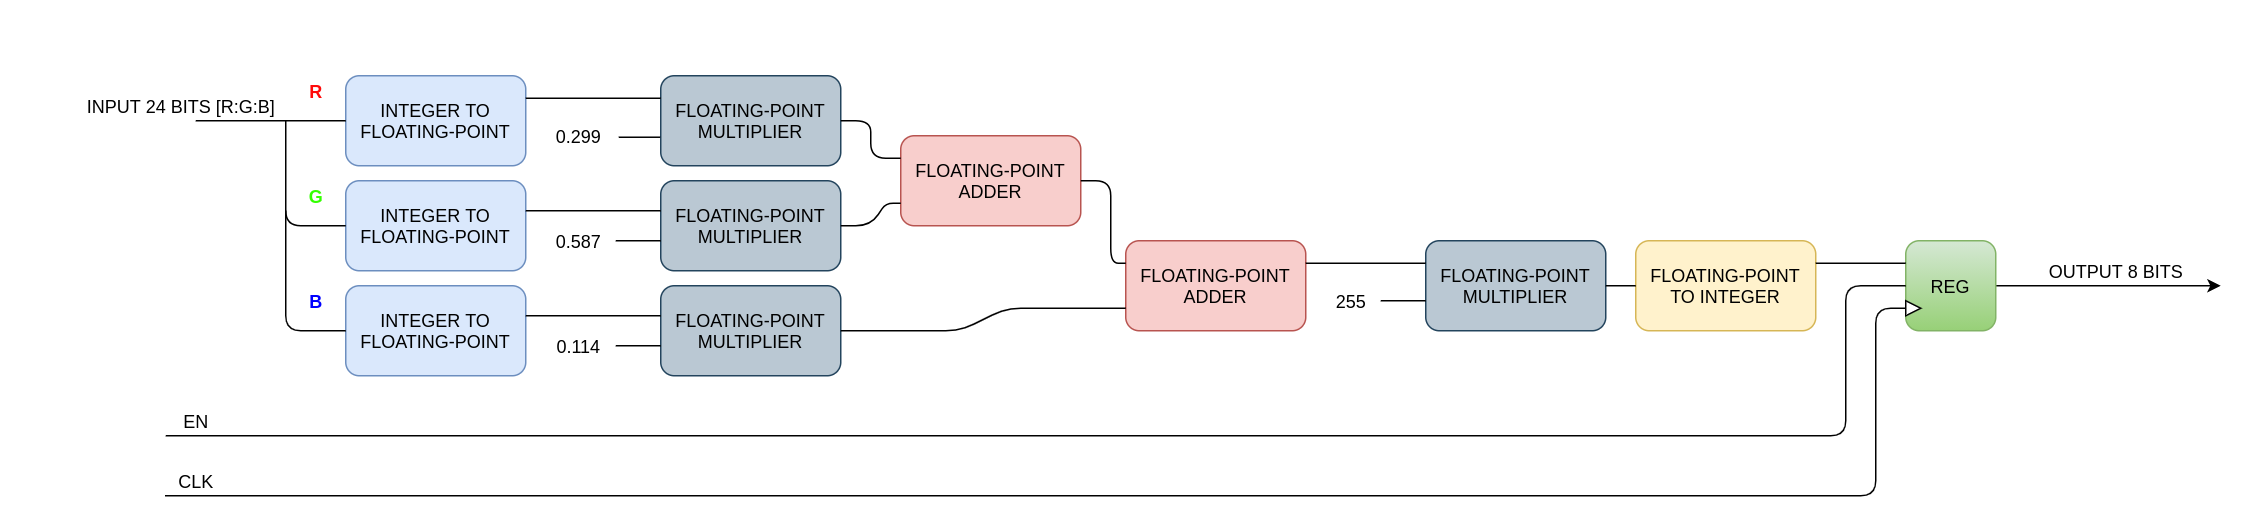 INPUT 24 BITS [R:G:B]
R
INTEGER TO
FLOATING-POINT
0.299
FLOATING-POINT
MULTIPLIER
G
INTEGER TO
FLOATING-POINT
0.587
FLOATING-POINT
MULTIPLIER
B
INTEGER TO
FLOATING-POINT
0.114
FLOATING-POINT
MULTIPLIER
FLOATING-POINT
ADDER
FLOATING-POINT
ADDER
255
FLOATING-POINT
MULTIPLIER
FLOATING-POINT
TO INTEGER
REG
OUTPUT 8 BITS
EN
CLK